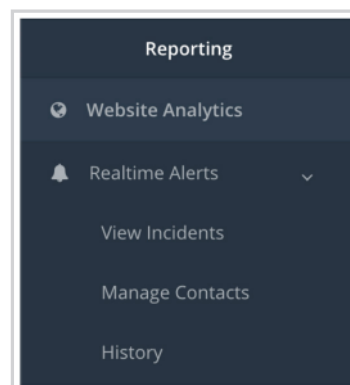 Reporting
Website Analytics
Realtime Alerts
View Incidents
Manage Contacts
History